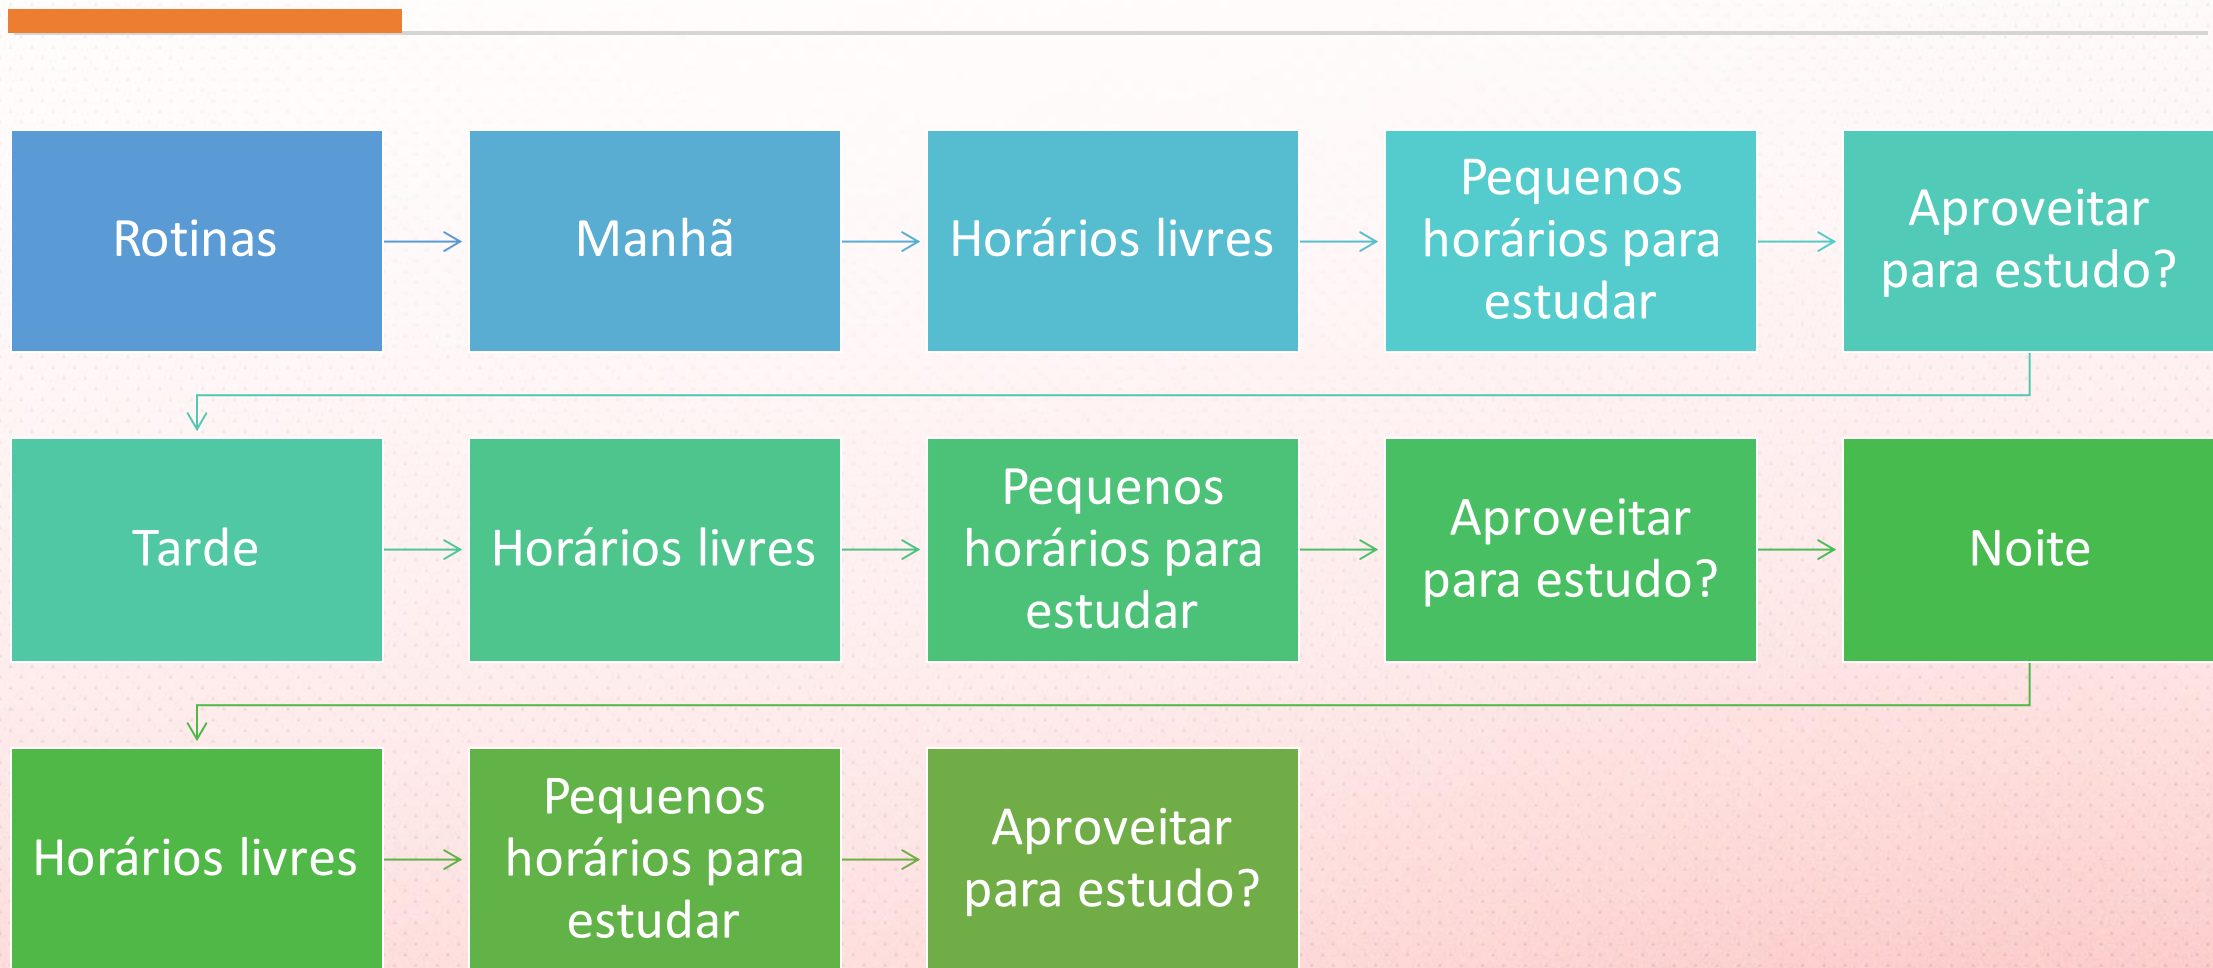 Rotinas
Manhã
Horários livres
Pequenos
horários para
estudar
Aproveitar
para estudo?
Tarde
Horários livres
Pequenos
horários para
estudar
Aproveitar
para estudo?
Noite
Horários livres
Pequenos
horários para
estudar
Aproveitar
para estudo?